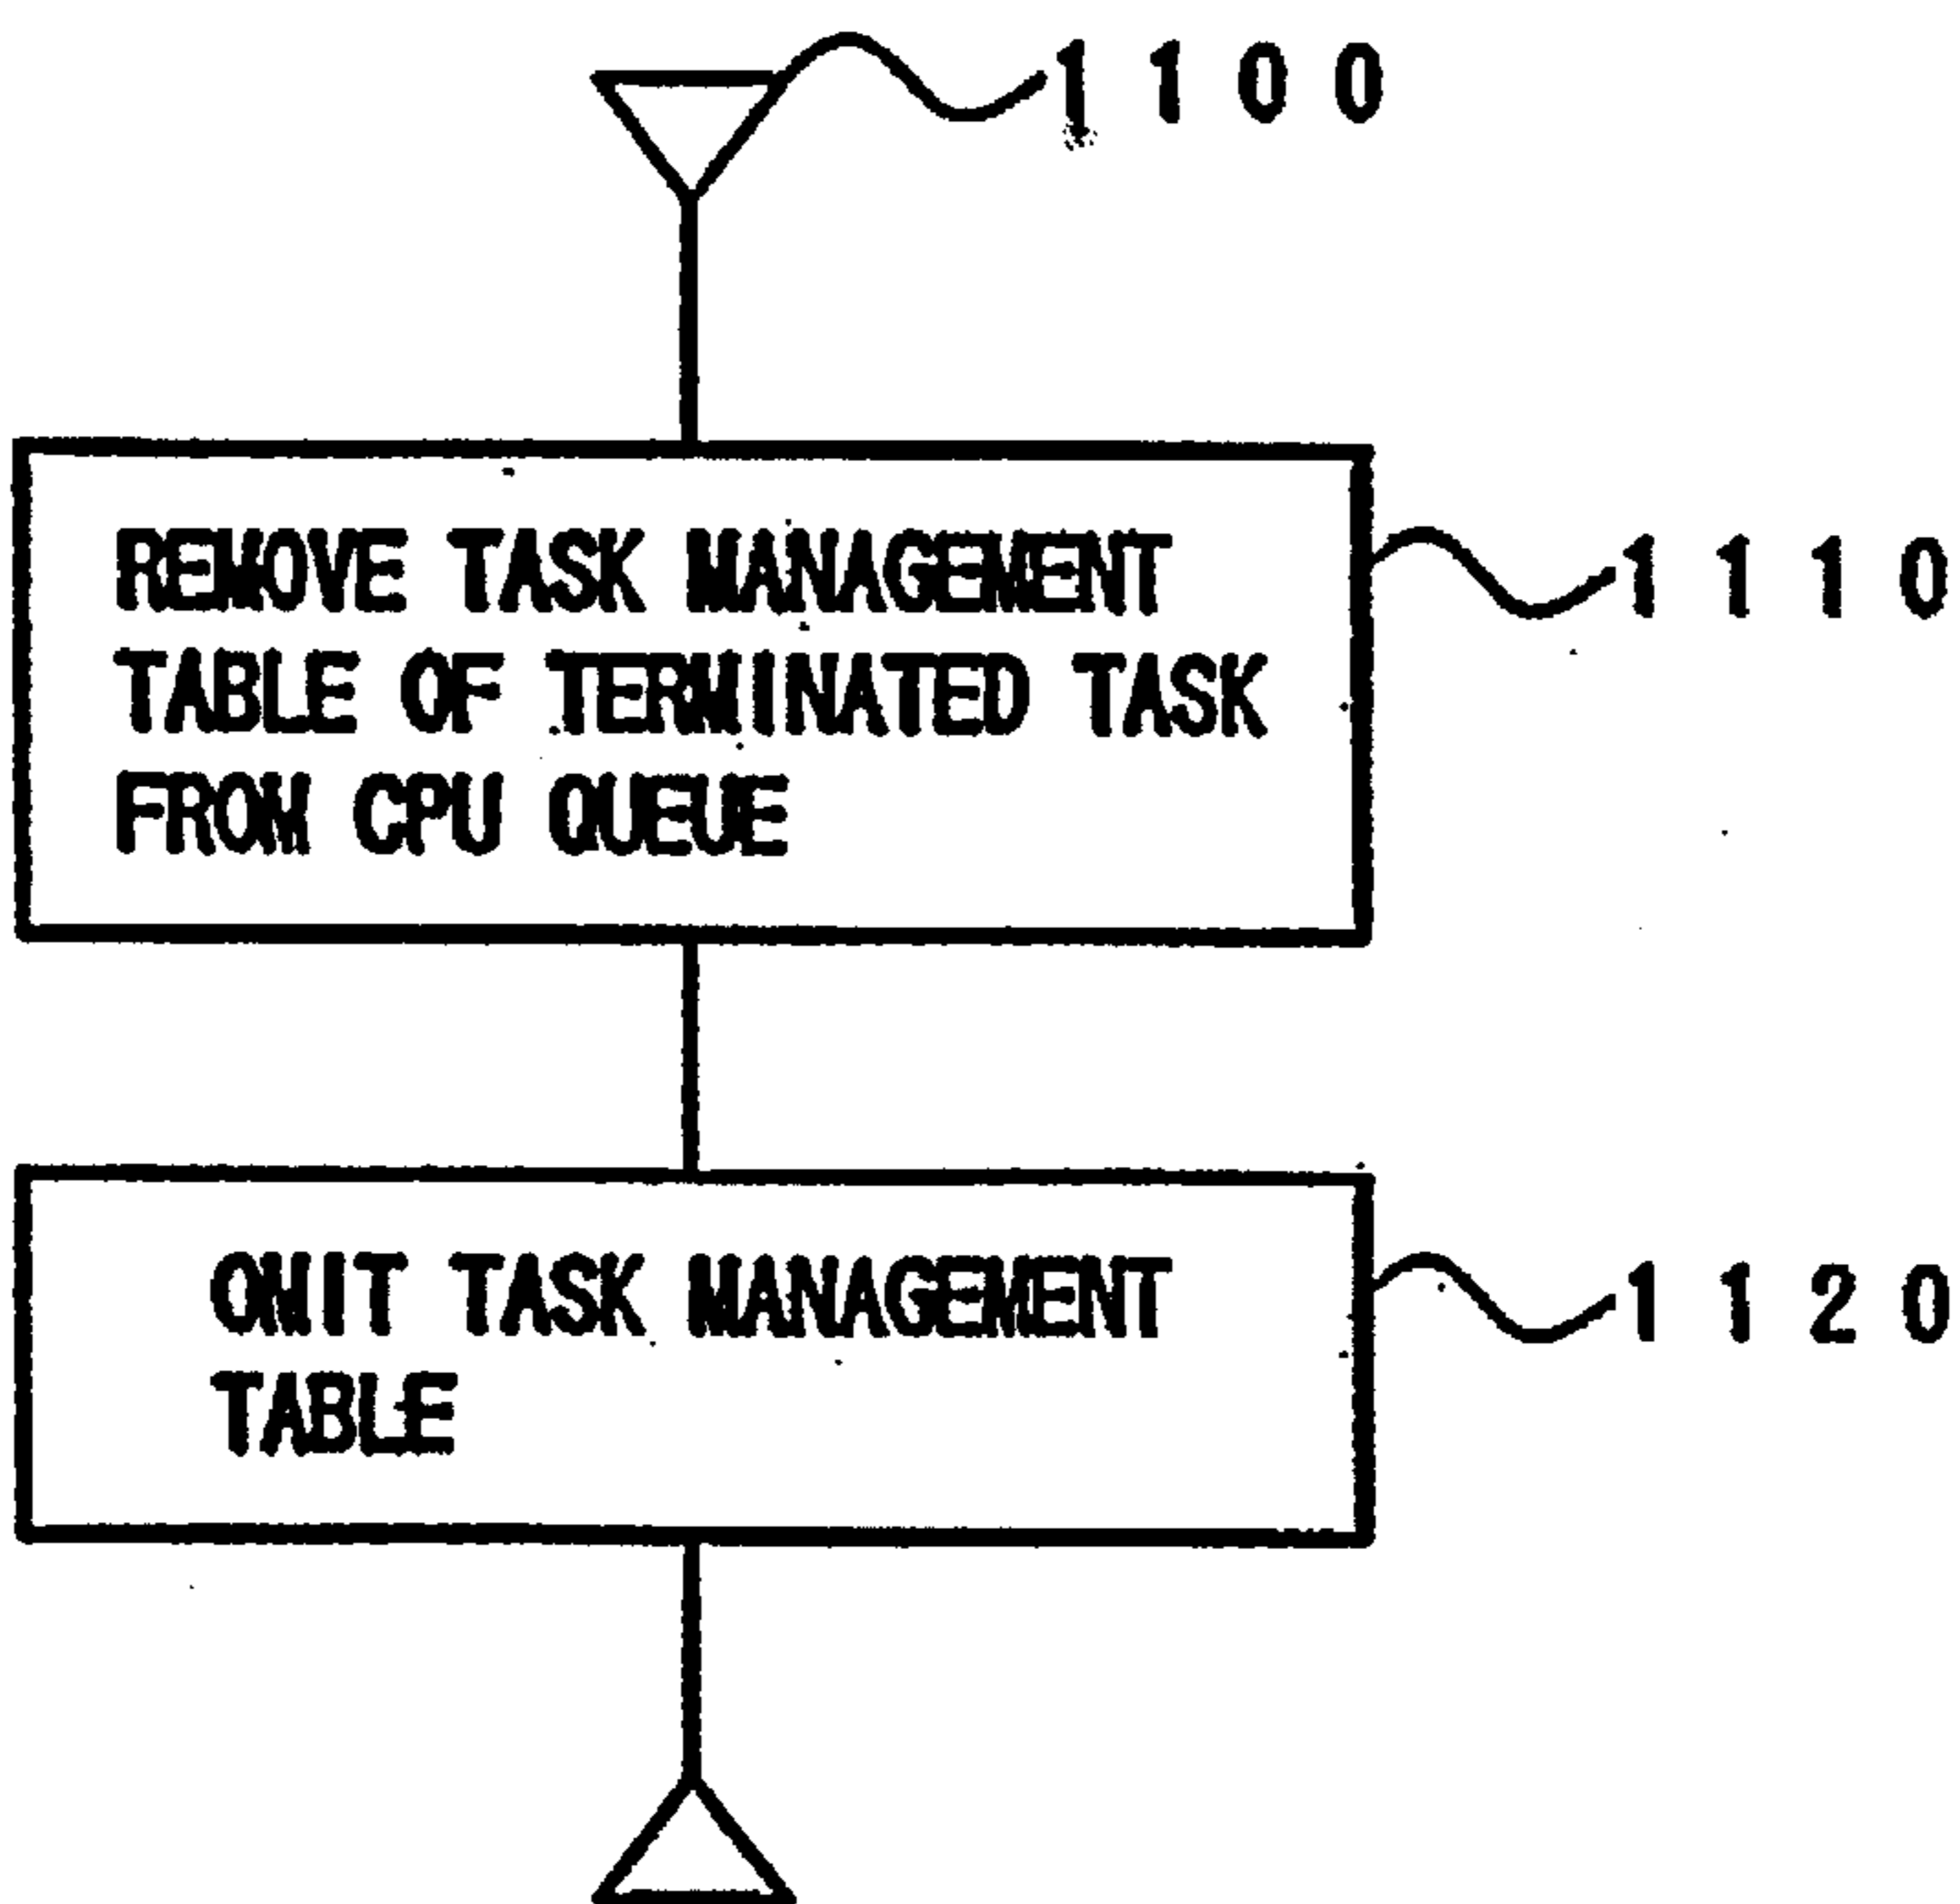 1100
REMOVE TASK MANAGEMENT
TABLE OF TERMINATED TASK
FROM CPU QUEUE
1110
OMIT TASK MANAGEMENT
TABLE
1120